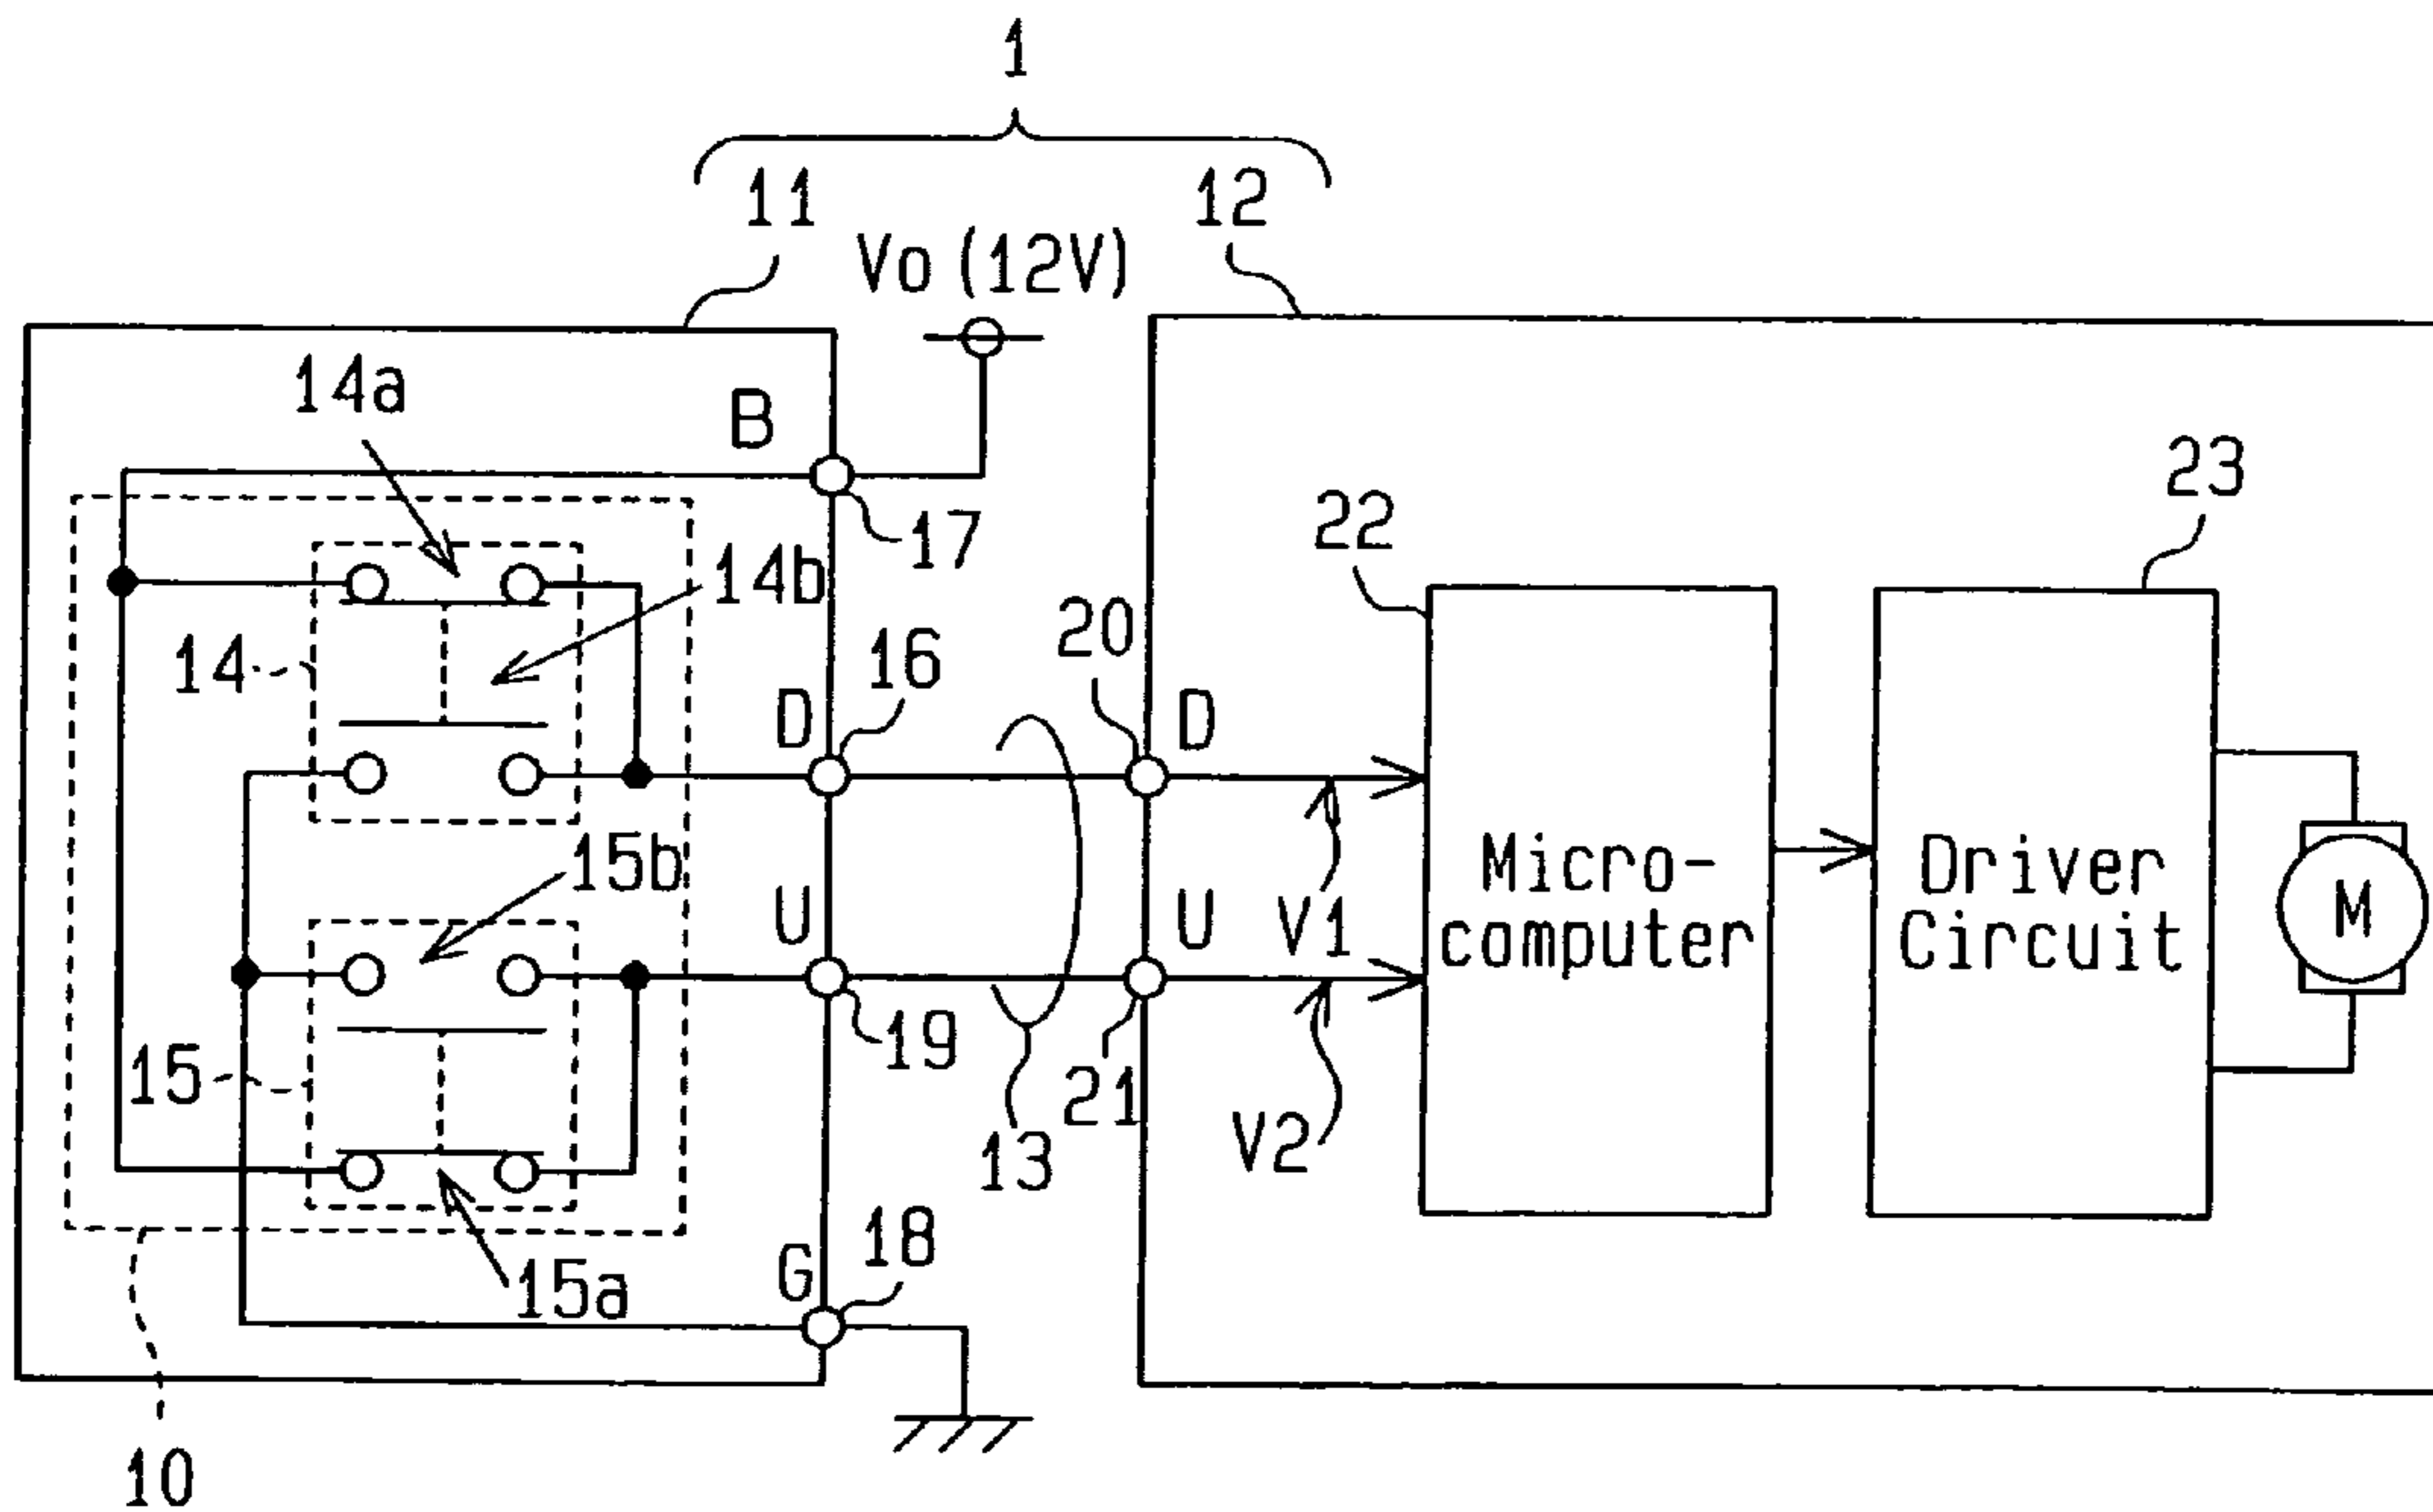 1
11
12
Vo (12V)
14a
B
23
17
22
14b
20
14
16
D
D
15b
U
U
V1
Micro-
computer
Driver
Circuit
M
19
15
21
13
V2
18
G
15a
10